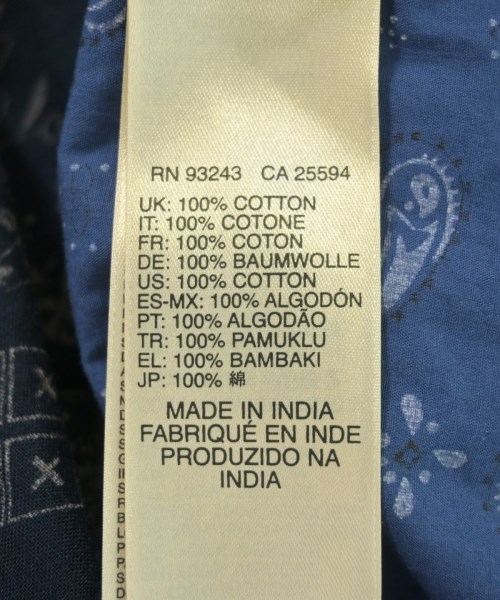 RN 93243 CA 25594
UK: 100% COTTON
IT: 100% COTONE
FR: 100% COTON
DE: 100% BAUMWOLLE
US: 100% COTTON
ES-MX: 100% ALGODÓN
PT: 100% ALGODÃO
TR: 100% PAMUKLU
EL: 100% BAMBAKI
JP: 100% 綿
MADE IN INDIA
FABRIQUÉ EN INDE
PRODUZIDO NA
INDIA